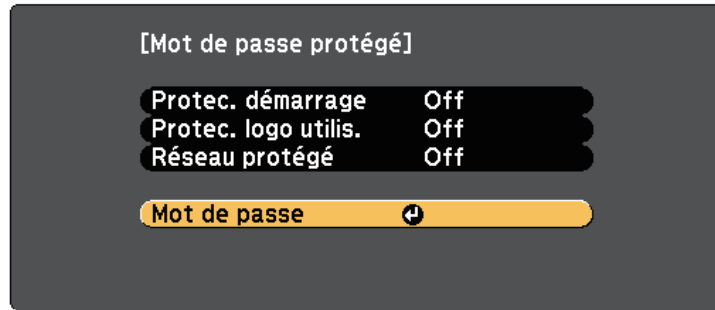 [Mot de passe protégé]
Protec. démarrage Off
Protec. logo utilis. Off
Réseau protégé Off
Mot de passe